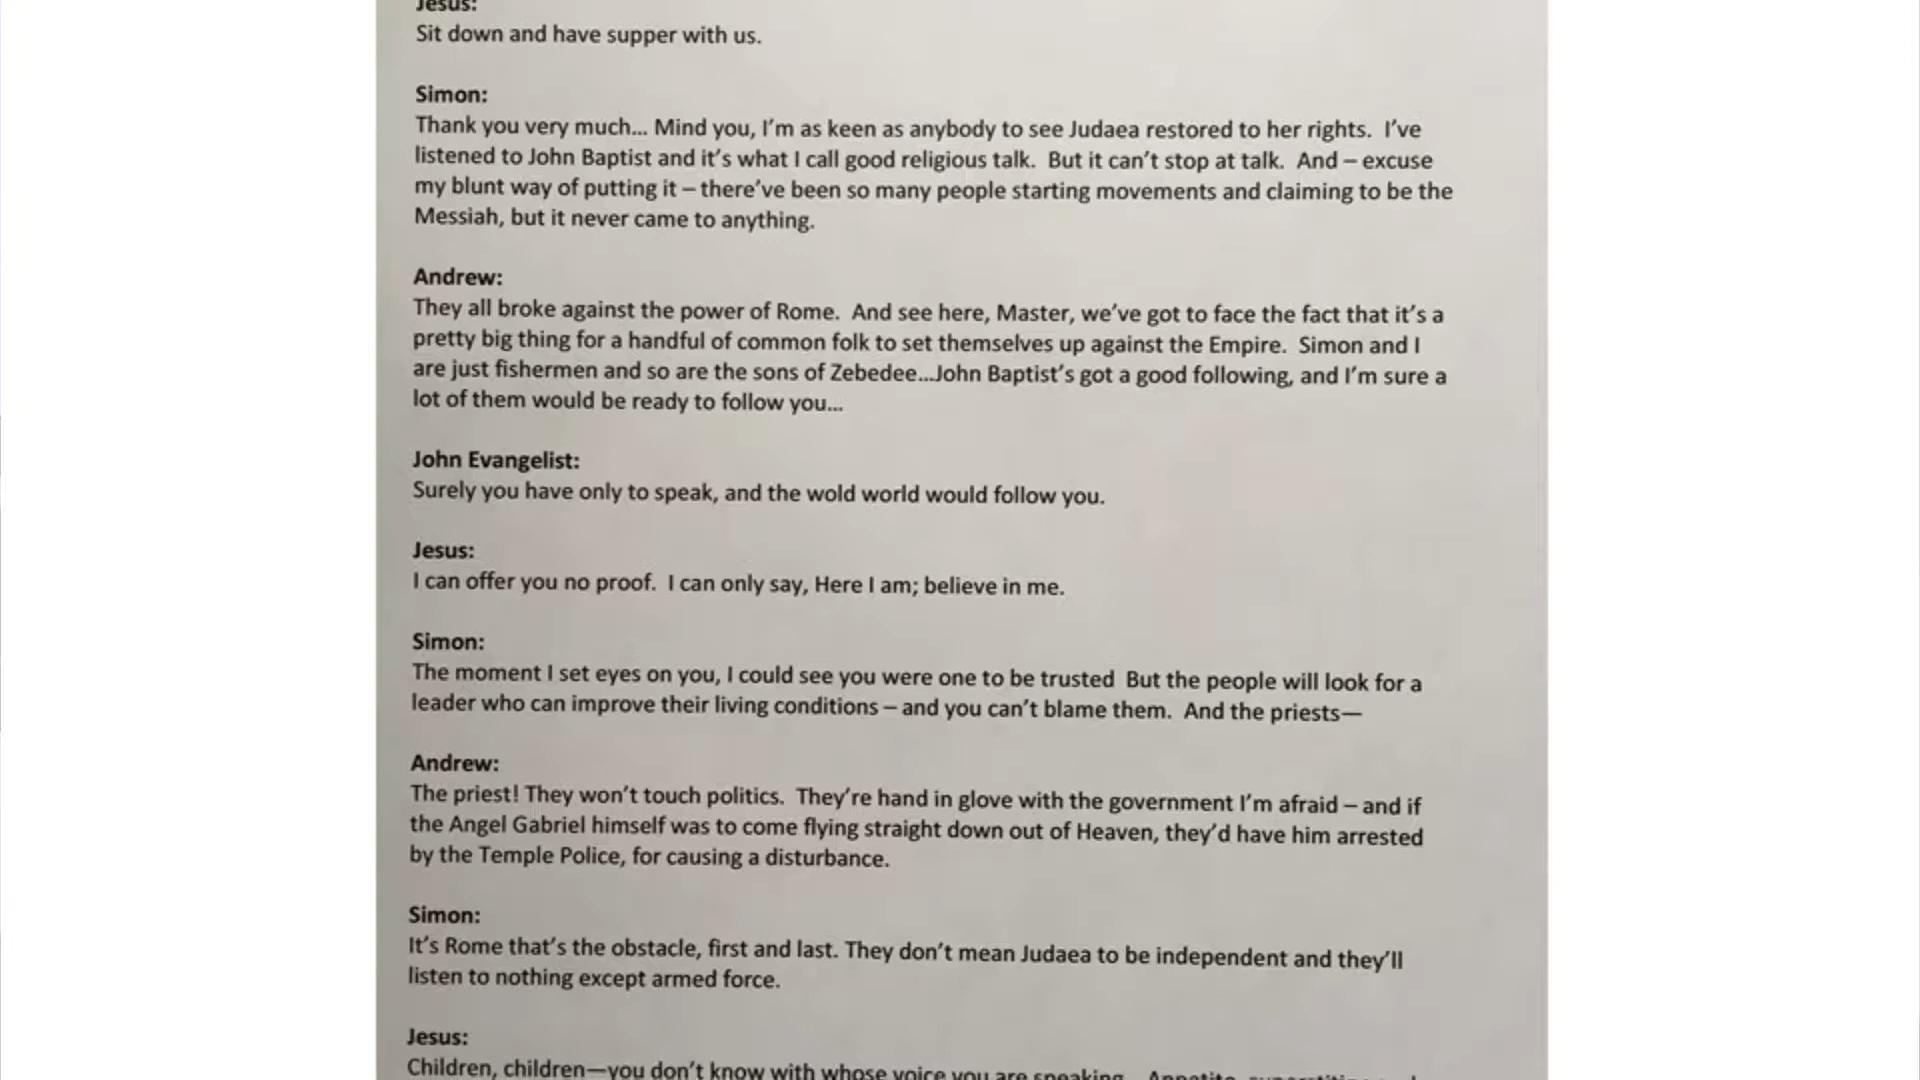 Jesus:
Sit down and have supper with us.
Simon:
Thank you very much... Mind you, I'm as keen as anybody to see Judaea restored to her rights.  I've
listened to John Baptist and it's what I call good religious talk.  But it can't stop at talk.  And – excuse
my blunt way of putting it – there've been so many people starting movements and claiming to be the
Messiah, but it never came to anything.
Andrew:
They all broke against the power of Rome.  And see here, Master, we've got to face the fact that it's a
pretty big thing for a handful of common folk to set themselves up against the Empire.  Simon and I
are just fishermen and so are the sons of Zebedee...John Baptist's got a good following, and I'm sure a
lot of them would be ready to follow you...
John Evangelist:
Surely you have only to speak, and the wold world would follow you.
Jesus:
I can offer you no proof.  I can only say, Here I am; believe in me.
Simon:
The moment I set eyes on you, I could see you were one to be trusted  But the people will look for a
leader who can improve their living conditions – and you can't blame them.  And the priests—
Andrew:
The priest! They won't touch politics.  They're hand in glove with the government I'm afraid – and if
the Angel Gabriel himself was to come flying straight down out of Heaven, they'd have him arrested
by the Temple Police, for causing a disturbance.
Simon:
It's Rome that's the obstacle, first and last. They don't mean Judaea to be independent and they'll
listen to nothing except armed force.
Jesus:
Children, children—you don't know with whose voice you are speaking.